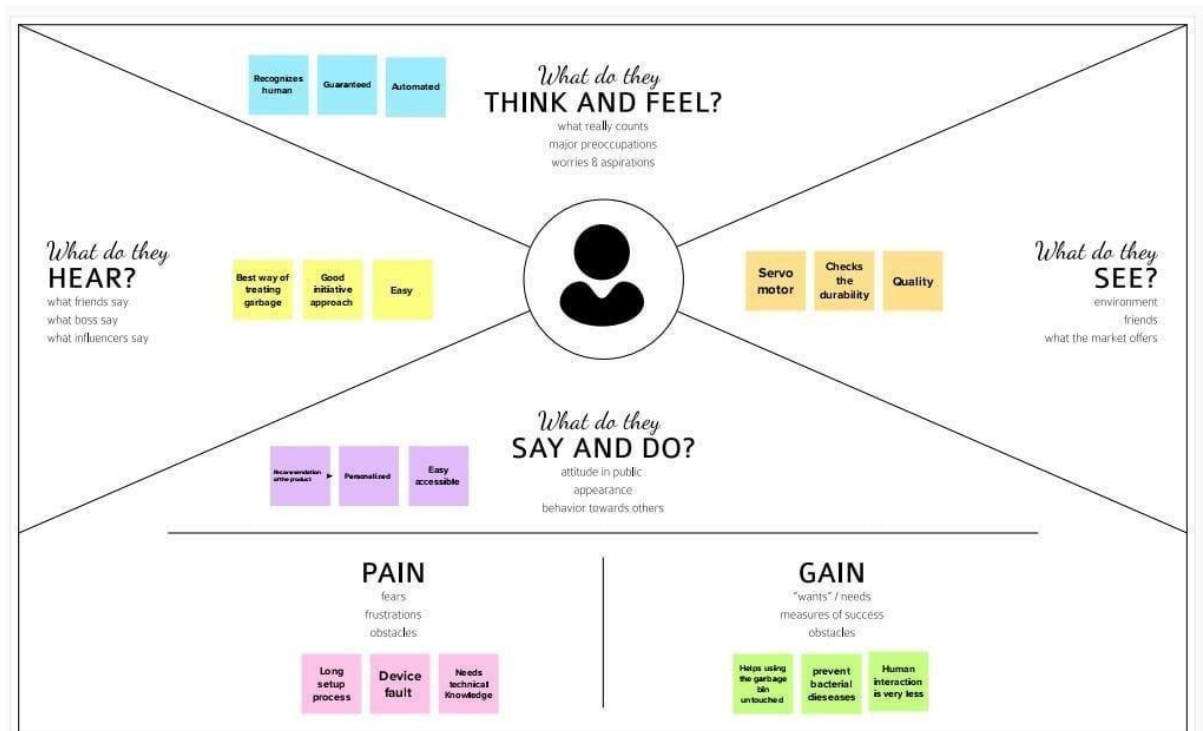 Recognizes
human
Guaranteed
Automated
What do they
THINK AND FEEL?
what really counts
major preoccupations
worries & aspirations
What do they
HEAR?
what friends say
what boss say
what influencers say
Best way of
treating
garbage
Good
initiative
approach
Easy
Servo
motor
Checks
the
durability
Quality
What do they
SEE?
environment
friends
what the market offers
What do they
SAY AND DO?
attitude in public
appearance
behavior towards others
Recommendation
of the product
Personalized
Easy
accessible
PAIN
fears
frustrations
obstacles
Long
setup
process
Device
fault
Needs
technical
Knowledge
GAIN
"wants" / needs
measures of success
obstacles
Helps using
the garbage
bin
untouched
prevent
bacterial
dieseases
Human
interaction
is very less